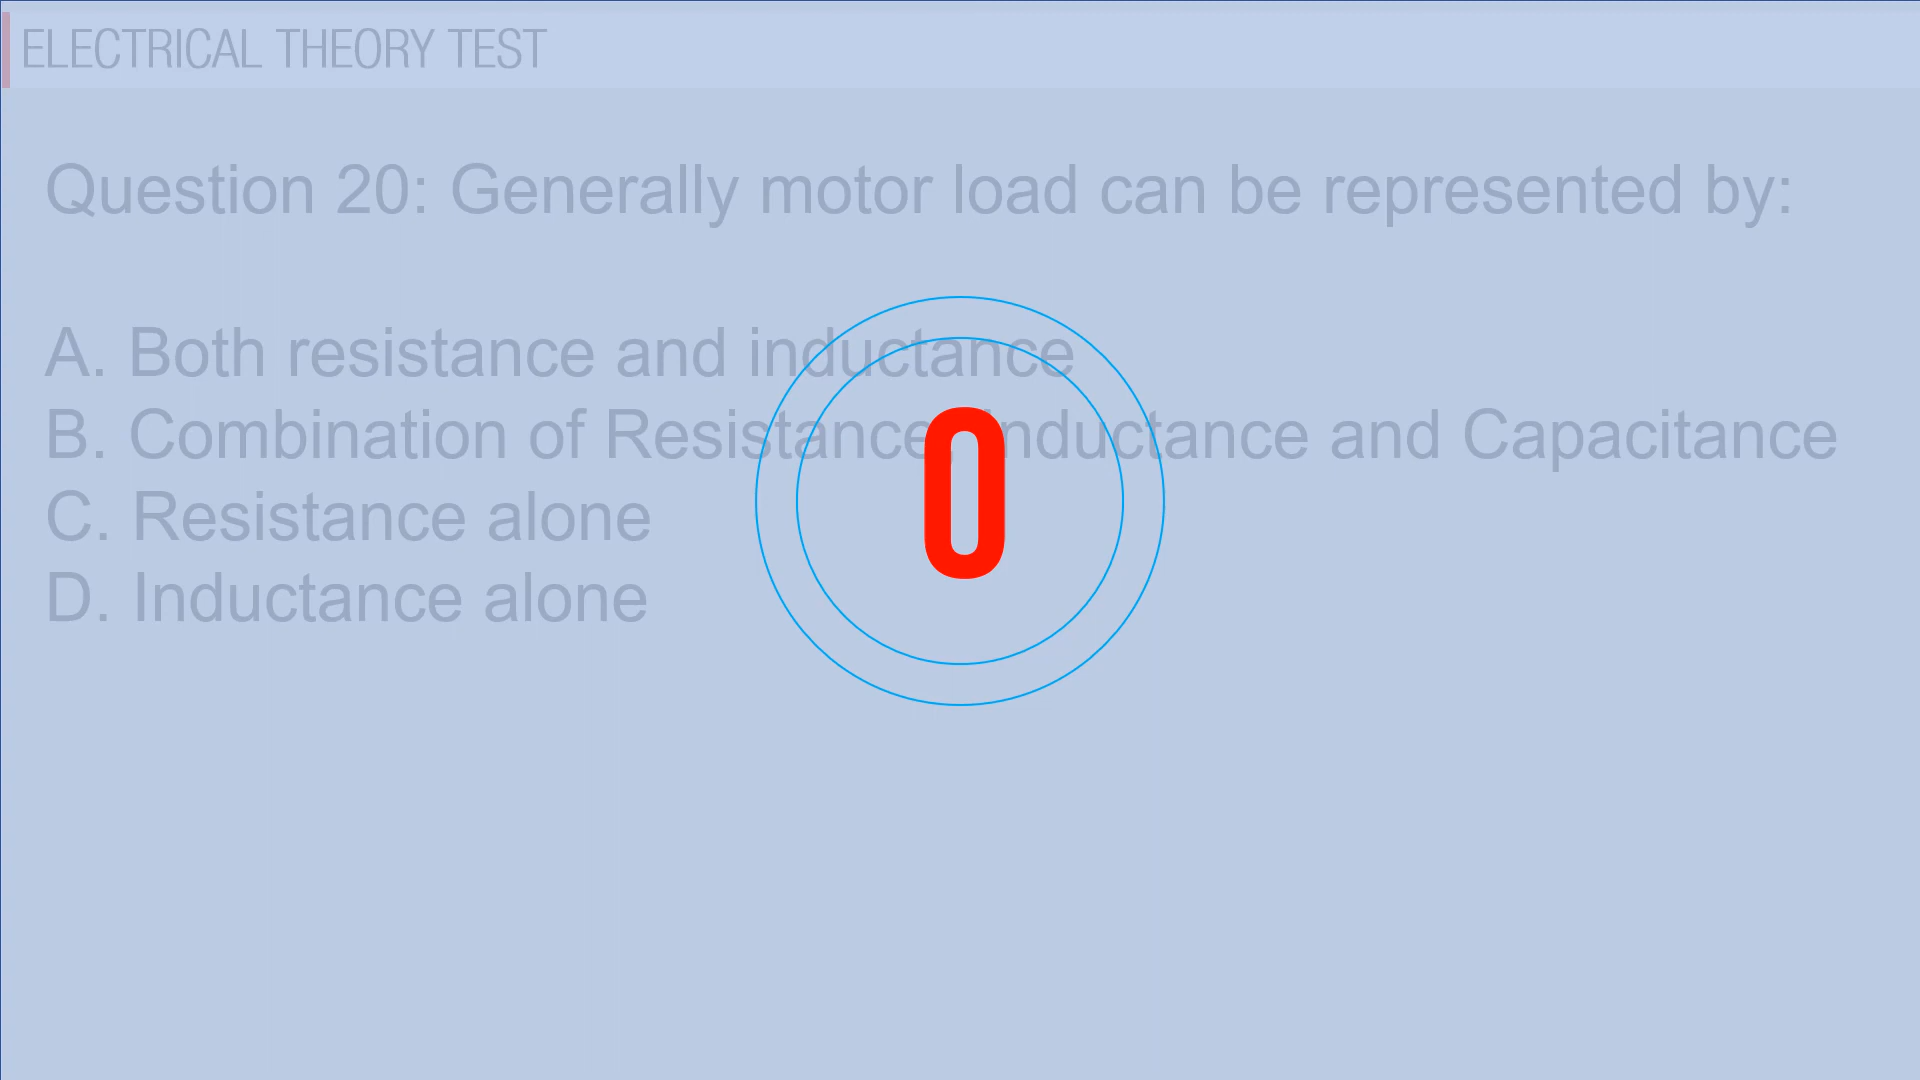 ELECTRICAL THEORY TEST
Question 20: Generally motor load can be represented by:
A. Both resistance and inductance
B. Combination of Resistance, Inductance and Capacitance
C. Resistance alone
D. Inductance alone
0